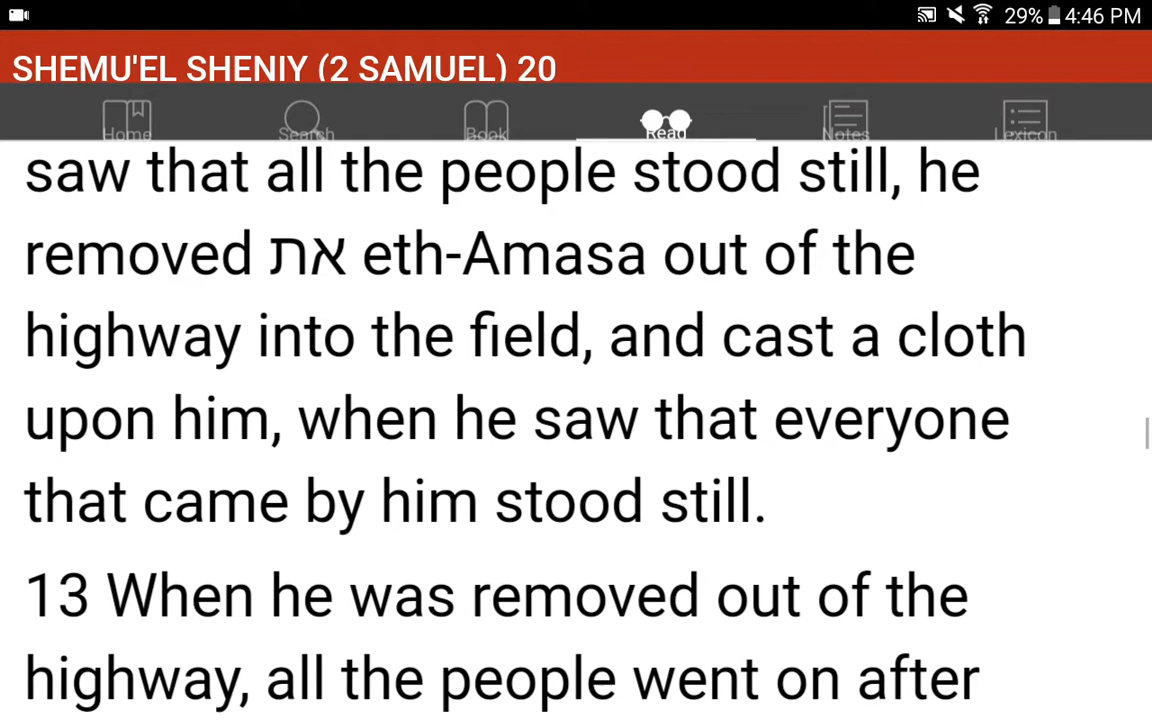 29% 4:46 PM
SHEMU'EL SHENIY (2 SAMUEL) 20
Home Search Book Read Notes Lexicon
saw that all the people stood still, he
removed את eth-Amasa out of the
highway into the field, and cast a cloth
upon him, when he saw that everyone
that came by him stood still.
13 When he was removed out of the
highway, all the people went on after